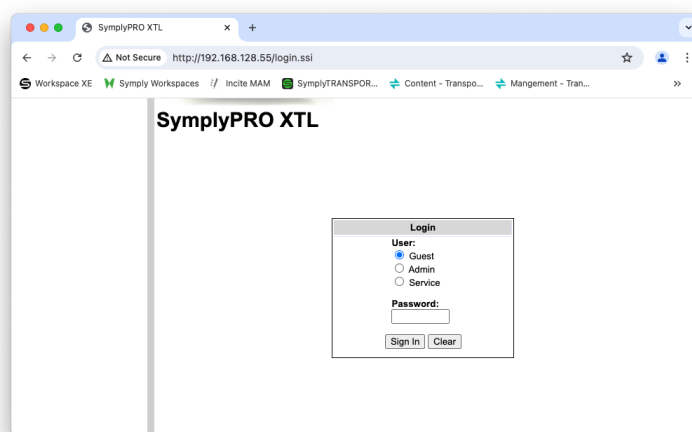 SymplyPRO XTL
Not Secure http://192.168.128.55/login.ssi
Workspace XE Symply Workspaces Incite MAM SymplyTRANSPOR... Content - Transpo... Mangement - Tran...
SymplyPRO XTL
Login
User:
Guest
Admin
Service
Password:
Sign In Clear